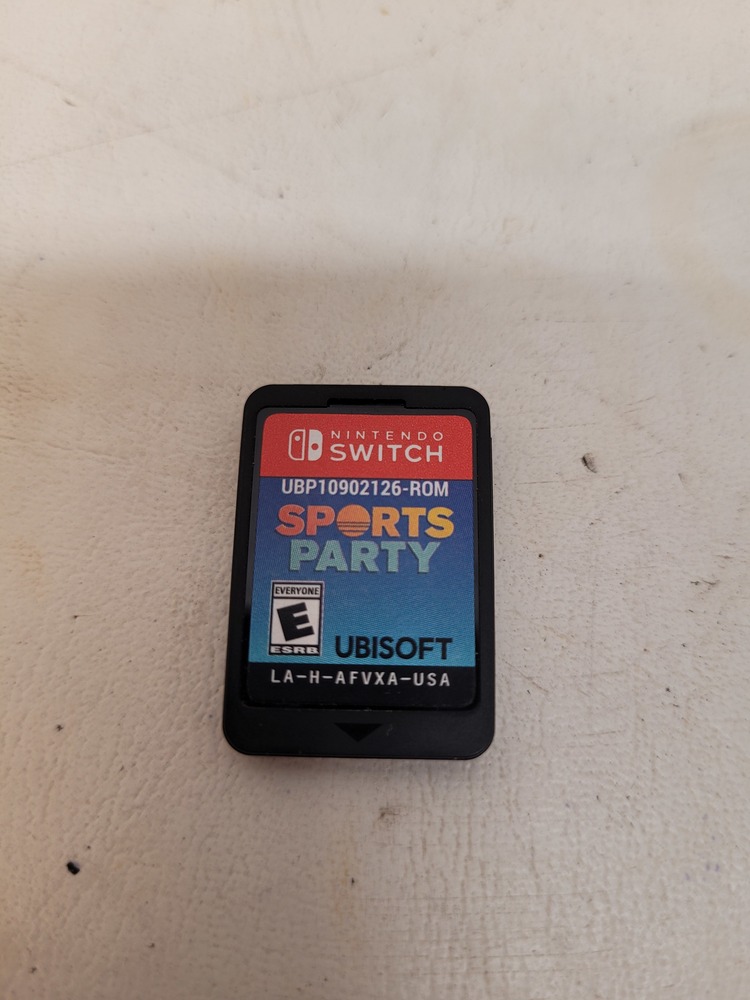 NINTENDO
SWITCH
UBP10902126-ROM
SPORTS
PARTY
EVERYONE
E
ESRB
UBISOFT
LA-H-AFVXA-USA